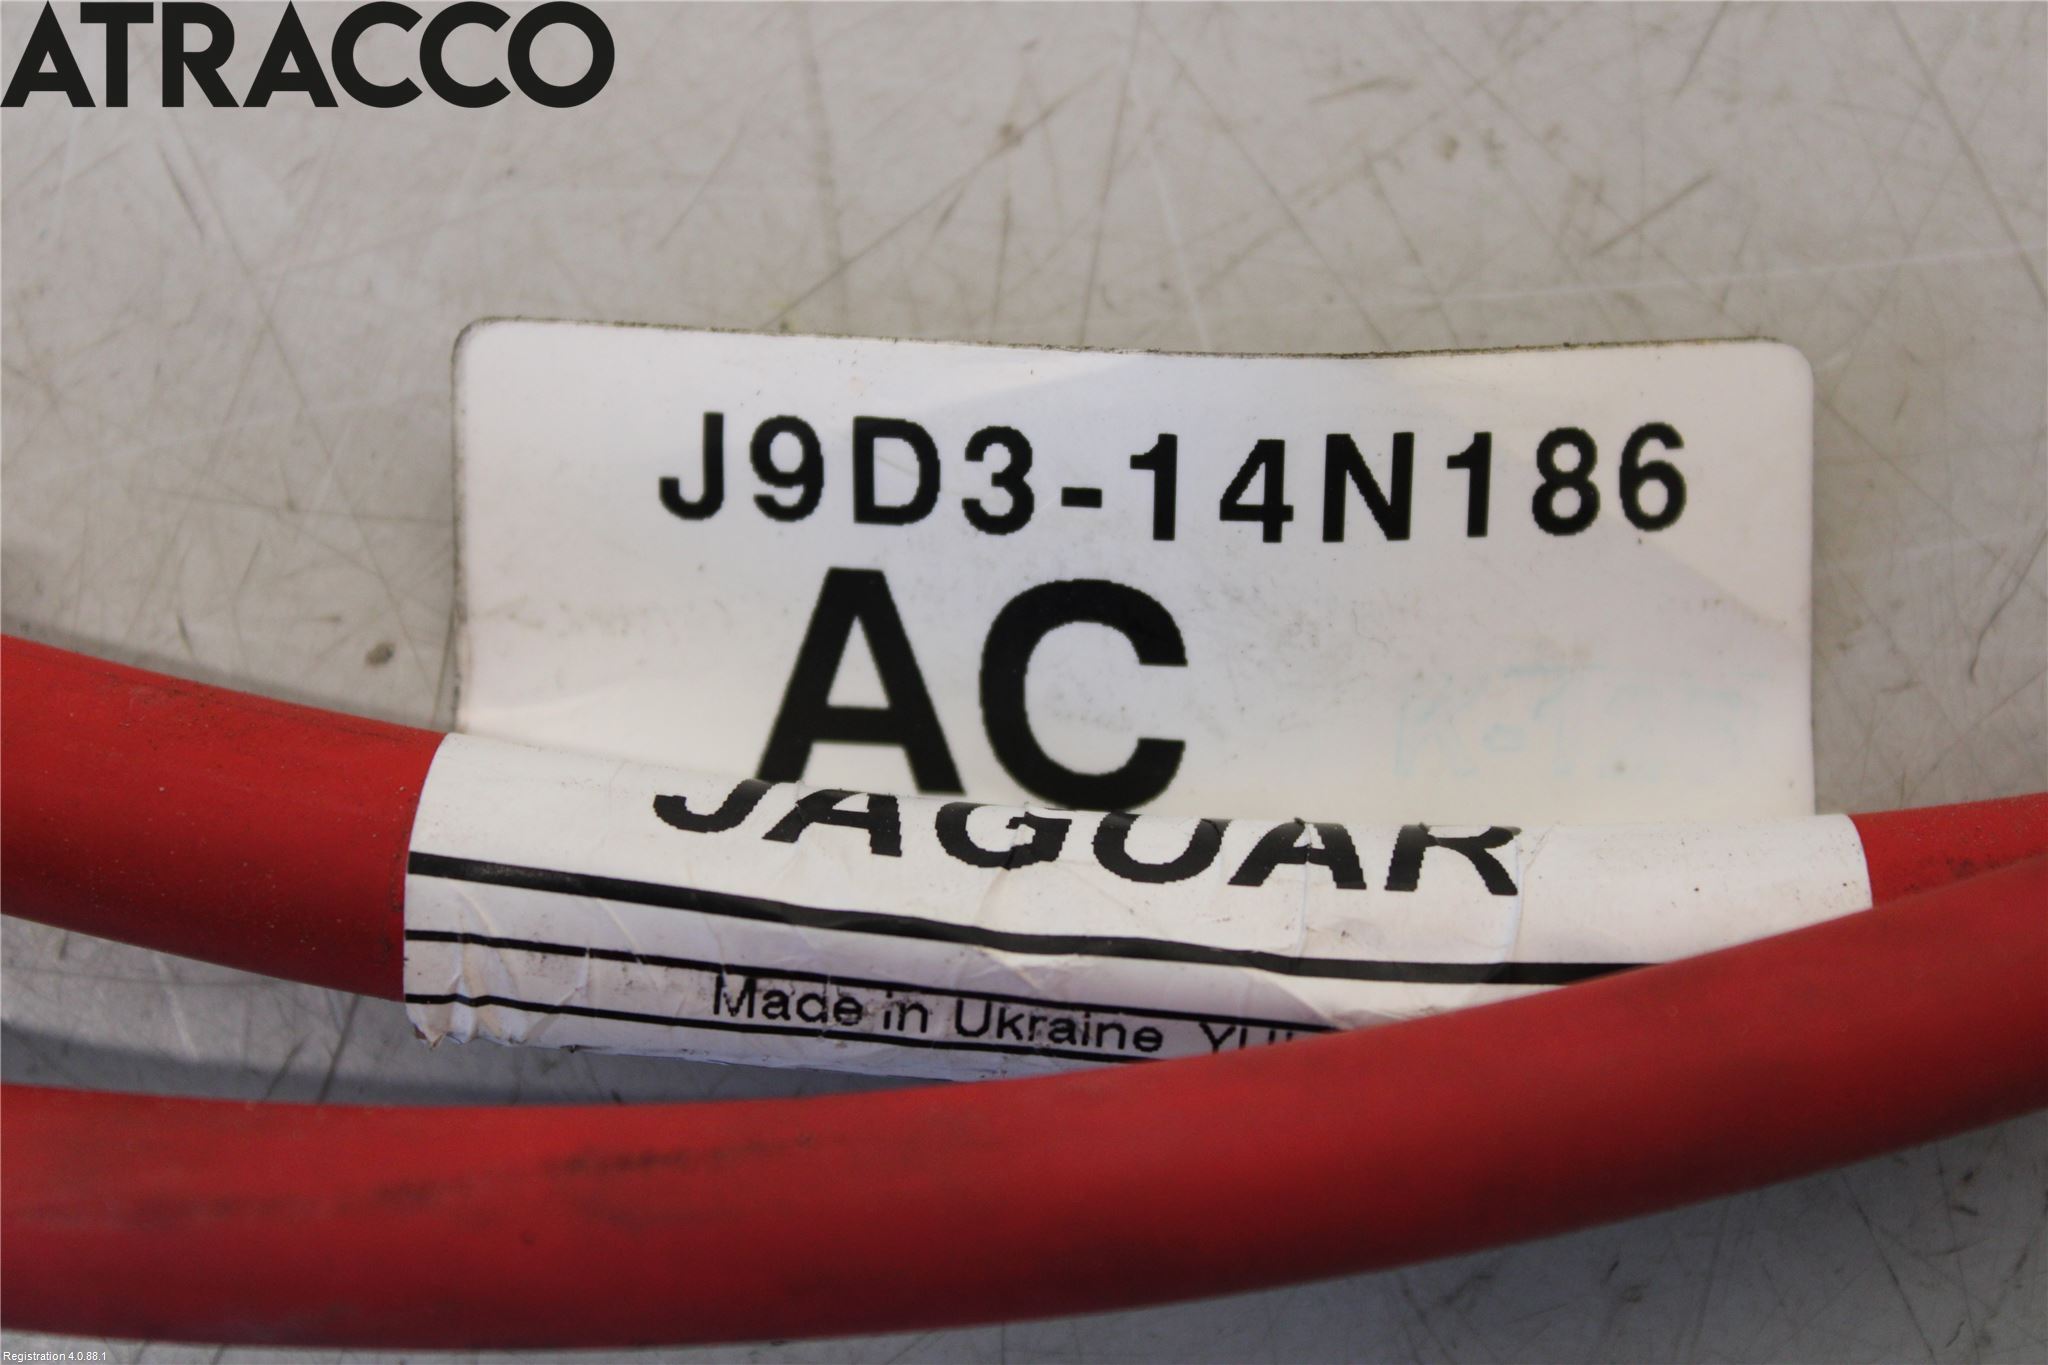 ATRACCO
J9D3-14N186
AC
JAGUAR
Made in Ukraine
Registration 4.0.88.1